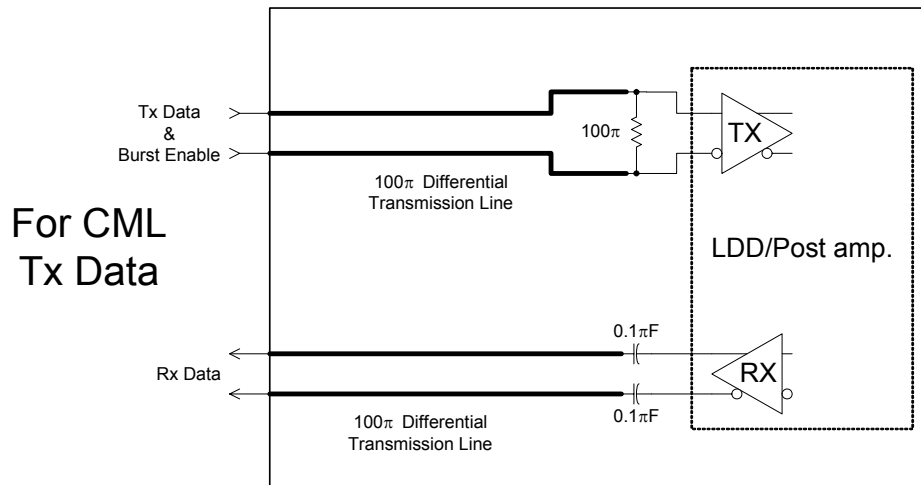 Tx Data
&
Burst Enable
100π
TX
100π Differential
Transmission Line
For CML
Tx Data
LDD/Post amp.
0.1πF
Rx Data
RX
0.1πF
100π Differential
Transmission Line